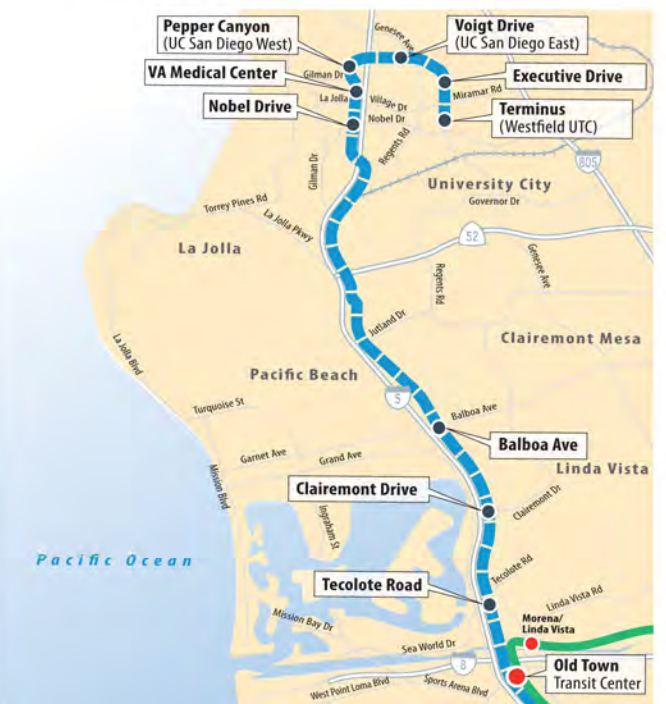 Pepper Canyon
(UC San Diego West)
Genesee Ave
Voigt Drive
(UC San Diego East)
VA Medical Center
Gilman Dr
Executive Drive
Nobel Drive
La Jolla
Village Dr
Miramar Rd
Nobel Dr
Terminus
(Westfield UTC)
Regents Rd
Gilman Dr
805
University City
Governor Dr
Torrey Pines Rd
La Jolla Pkwy
52
La Jolla
Genesee Ave
Regents Rd
Jutland Dr
Clairemont Mesa
La Jolla Blvd
Pacific Beach
5
Turquoise St
Balboa Ave
Balboa Ave
Garnet Ave
Grand Ave
Linda Vista
Mission Blvd
Clairemont Drive
Clairemont Dr
Ingraham St
Pacific Ocean
Tecolote Rd
Tecolote Road
Linda Vista Rd
Mission Bay Dr
Morena/
Linda Vista
Sea World Dr
8
Old Town
Transit Center
West Point Loma Blvd
Sports Arena Blvd